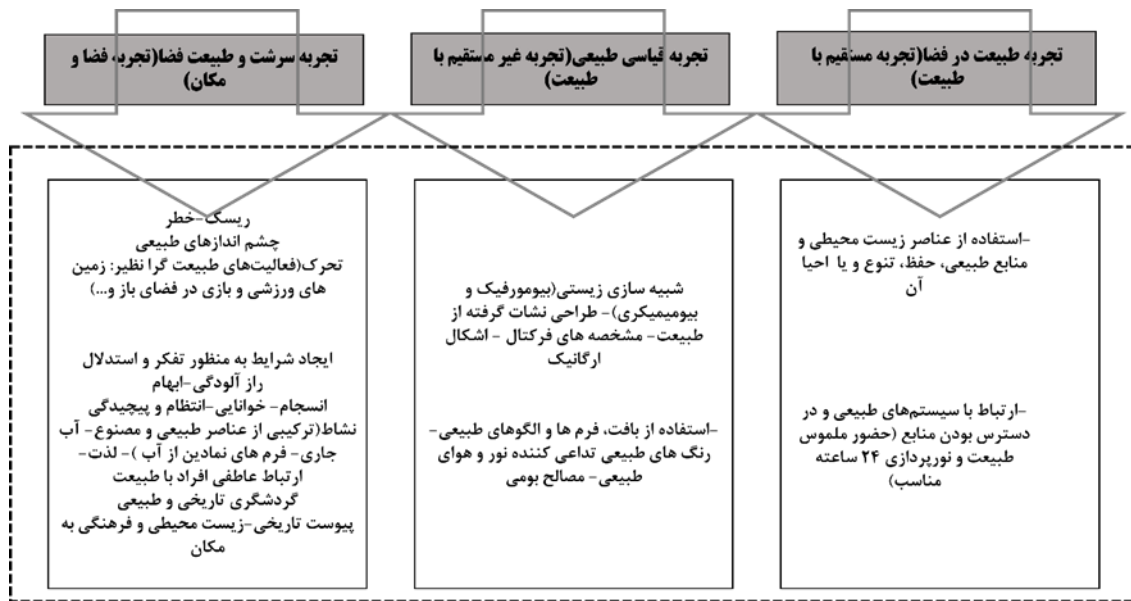 تجربه طبیعت در فضا(تجربه مستقیم با
طبیعت)
تجربه قیاسی طبیعی(تجربه غیر مستقیم با
طبیعت)
تجربه سرشت و طبیعت فضا(تجربه فضا و
مکان)
-استفاده از عناصر زیست محیطی و
منابع طبیعی، حفظ، تنوع و یا احیا
آن
-ارتباط با سیستم‌های طبیعی و در
دسترس بودن منابع (حضور ملموس
طبیعت و نورپردازی ۲۴ ساعته
مناسب)
شبیه سازی زیستی(بیومورفیک و
بیومیمیکری)- طراحی نشات گرفته از
طبیعت- مشخصه های فرکتال - اشکال
ارگانیک
-استفاده از بافت، فرم ها و الگوهای طبیعی-
رنگ های طبیعی تداعی کننده نور و هوای
طبیعی- مصالح بومی
ریسک-خطر
چشم اندازهای طبیعی
تحرک(فعالیت‌های طبیعت گرا نظیر: زمین
های ورزشی و بازی در فضای باز و...)
ایجاد شرایط به منظور تفکر و استدلال
راز آلودگی-ابهام
انسجام- خوانایی-انتظام و پیچیدگی
نشاط(ترکیبی از عناصر طبیعی و مصنوع- آب
جاری- فرم های نمادین از آب )- لذت-
ارتباط عاطفی افراد با طبیعت
گردشگری تاریخی و طبیعی
پیوست تاریخی-زیست محیطی و فرهنگی به
مکان